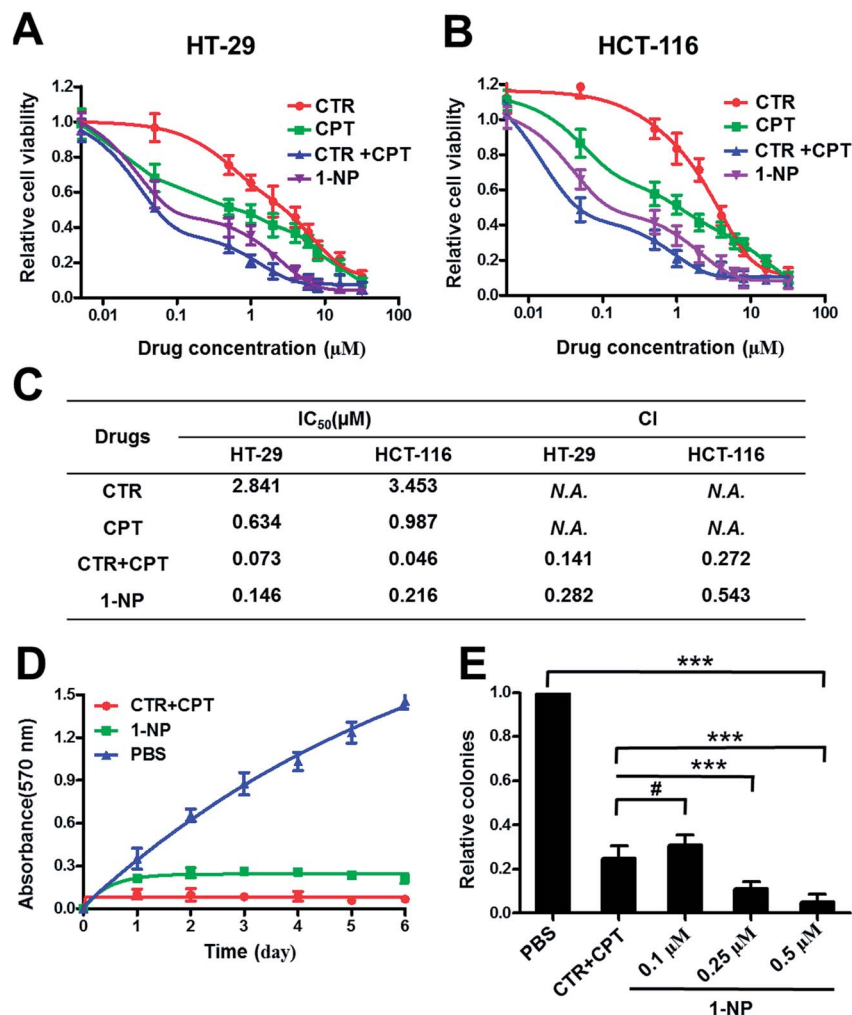 A
HT-29
Relative cell viability
1.2
1.0
0.8
0.6
0.4
0.2
0.0
0.01
0.1
1
10
100
Drug concentration (μM)
CTR
CPT
CTR +CPT
1-NP
B
HCT-116
Relative cell viability
1.2
1.0
0.8
0.6
0.4
0.2
0.0
0.01
0.1
1
10
100
Drug concentration (μM)
CTR
CPT
CTR +CPT
1-NP
C
Drugs IC50(μM) CI
HT-29 HCT-116 HT-29 HCT-116
CTR 2.841 3.453 N.A. N.A.
CPT 0.634 0.987 N.A. N.A.
CTR+CPT 0.073 0.046 0.141 0.272
1-NP 0.146 0.216 0.282 0.543
D
Absorbance(570 nm)
1.5
1.2
0.9
0.6
0.3
0.0
0 1 2 3 4 5 6
Time (day)
CTR+CPT
1-NP
PBS
E
Relative colonies
1.0
0.8
0.6
0.4
0.2
0.0
***
***
***
#
PBS
CTR+CPT
0.1 μM
0.25 μM
0.5 μM
1-NP